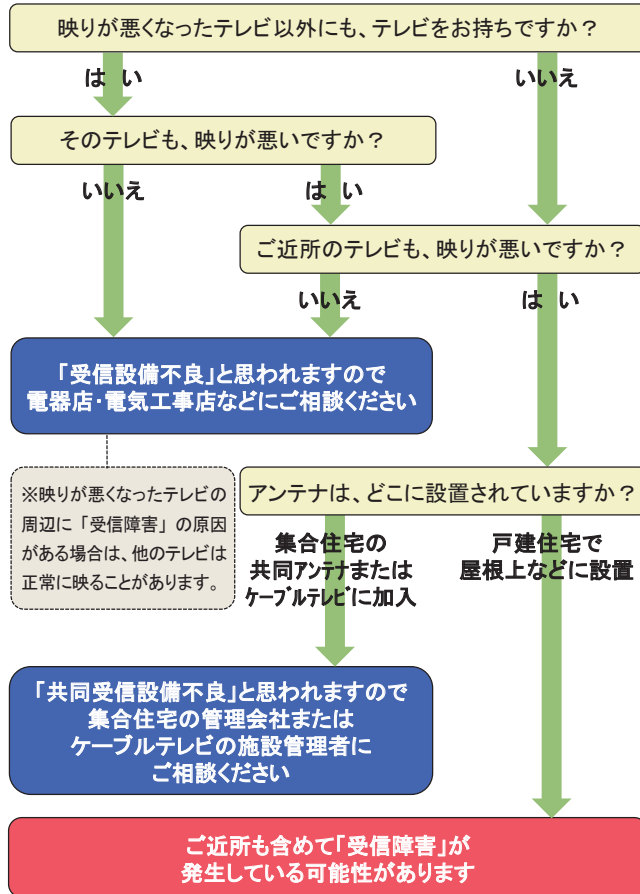 映りが悪くなったテレビ以外にも、テレビをお持ちですか？
はい
いいえ
そのテレビも、映りが悪いですか？
いいえ
はい
ご近所のテレビも、映りが悪いですか？
いいえ
はい
「受信設備不良」と思われますので
電器店・電気工事店などにご相談ください
※映りが悪くなったテレビの
周辺に「受信障害」の原因
がある場合は、他のテレビは
正常に映ることがあります。
アンテナは、どこに設置されていますか？
集合住宅の
共同アンテナまたは
ケーブルテレビに加入
戸建住宅で
屋根上などに設置
「共同受信設備不良」と思われますので
集合住宅の管理会社または
ケーブルテレビの施設管理者に
ご相談ください
ご近所も含めて「受信障害」が
発生している可能性があります